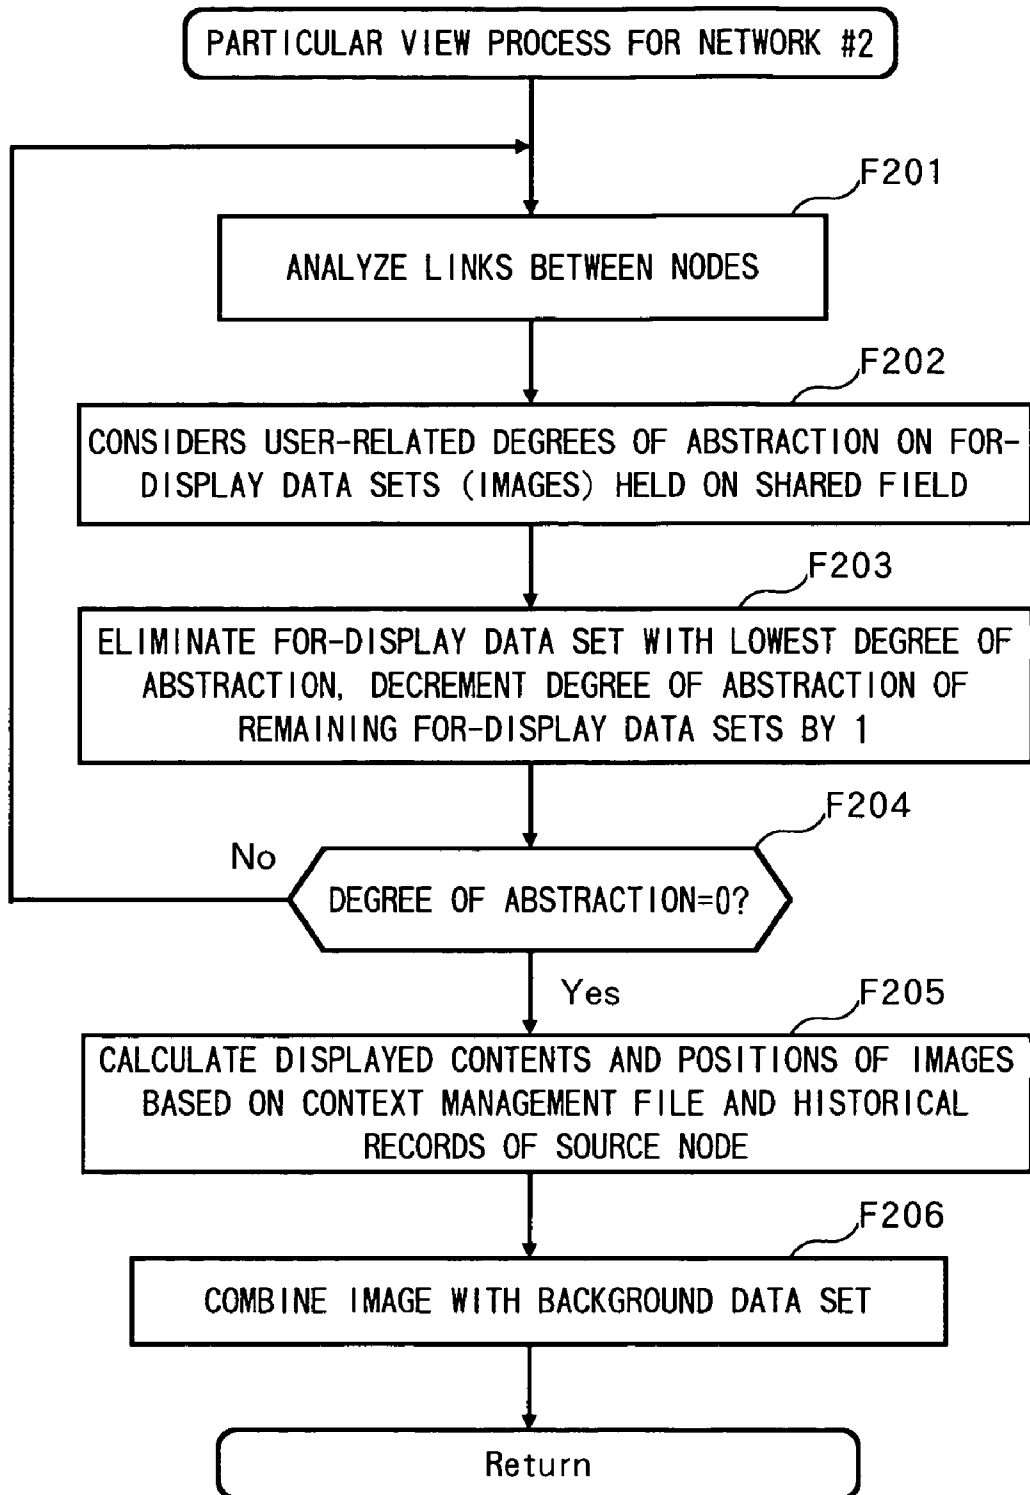 PARTICULAR VIEW PROCESS FOR NETWORK #2
F201
ANALYZE LINKS BETWEEN NODES
F202
CONSIDERS USER-RELATED DEGREES OF ABSTRACTION ON FOR-
DISPLAY DATA SETS (IMAGES) HELD ON SHARED FIELD
F203
ELIMINATE FOR-DISPLAY DATA SET WITH LOWEST DEGREE OF
ABSTRACTION, DECREMENT DEGREE OF ABSTRACTION OF
REMAINING FOR-DISPLAY DATA SETS BY 1
F204
No
DEGREE OF ABSTRACTION=0?
Yes
F205
CALCULATE DISPLAYED CONTENTS AND POSITIONS OF IMAGES
BASED ON CONTEXT MANAGEMENT FILE AND HISTORICAL
RECORDS OF SOURCE NODE
F206
COMBINE IMAGE WITH BACKGROUND DATA SET
Return